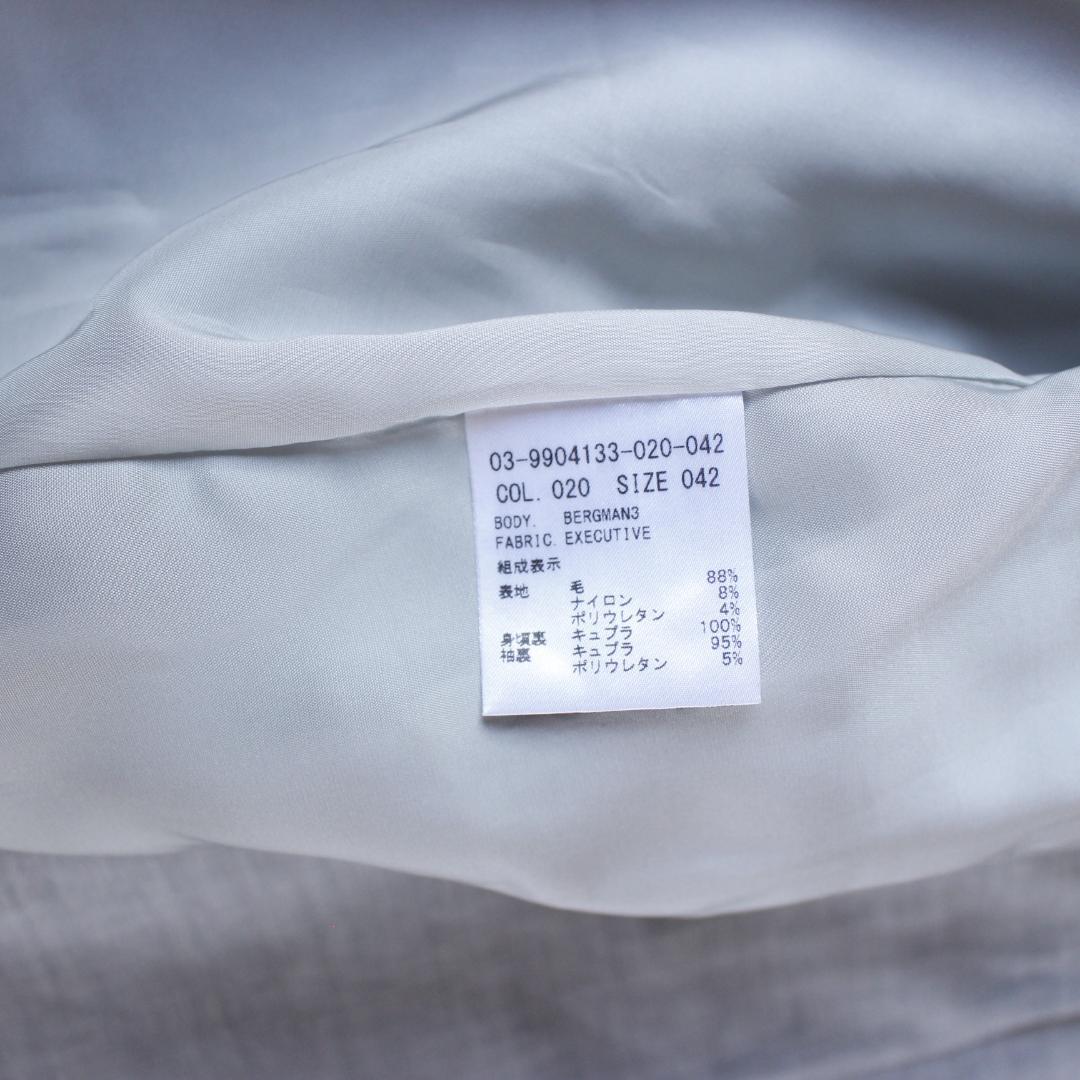 03-9904133-020-042
COL. 020 SIZE 042
BODY. BERGMAN3
FABRIC. EXECUTIVE
組成表示
表地 毛 88%
ナイロン 8%
ポリウレタン 4%
身頃裏 キュプラ 100%
袖裏 キュプラ 95%
ポリウレタン 5%